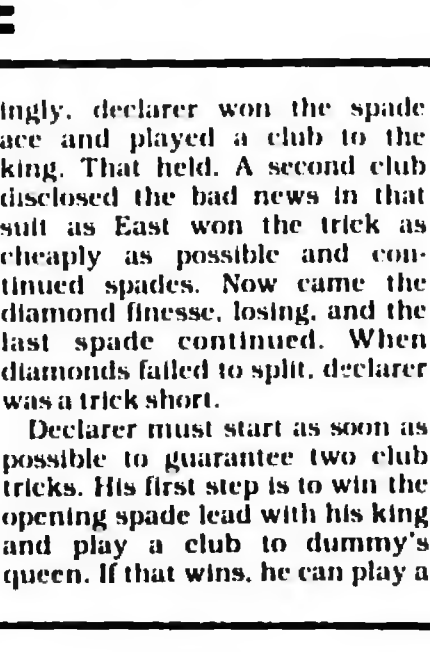 ingly, declarer won the spade
ace and played a club to the
king. That held. A second club
disclosed the bad news in that
suit as East won the trick as
cheaply as possible and con-
tinued spades. Now came the
diamond finesse, losing, and the
last spade continued. When
diamonds failed to split, declarer
was a trick short.
Declarer must start as soon as
possible to guarantee two club
tricks. His first step is to win the
opening spade lead with his king
and play a club to dummy's
queen. If that wins, he can play a